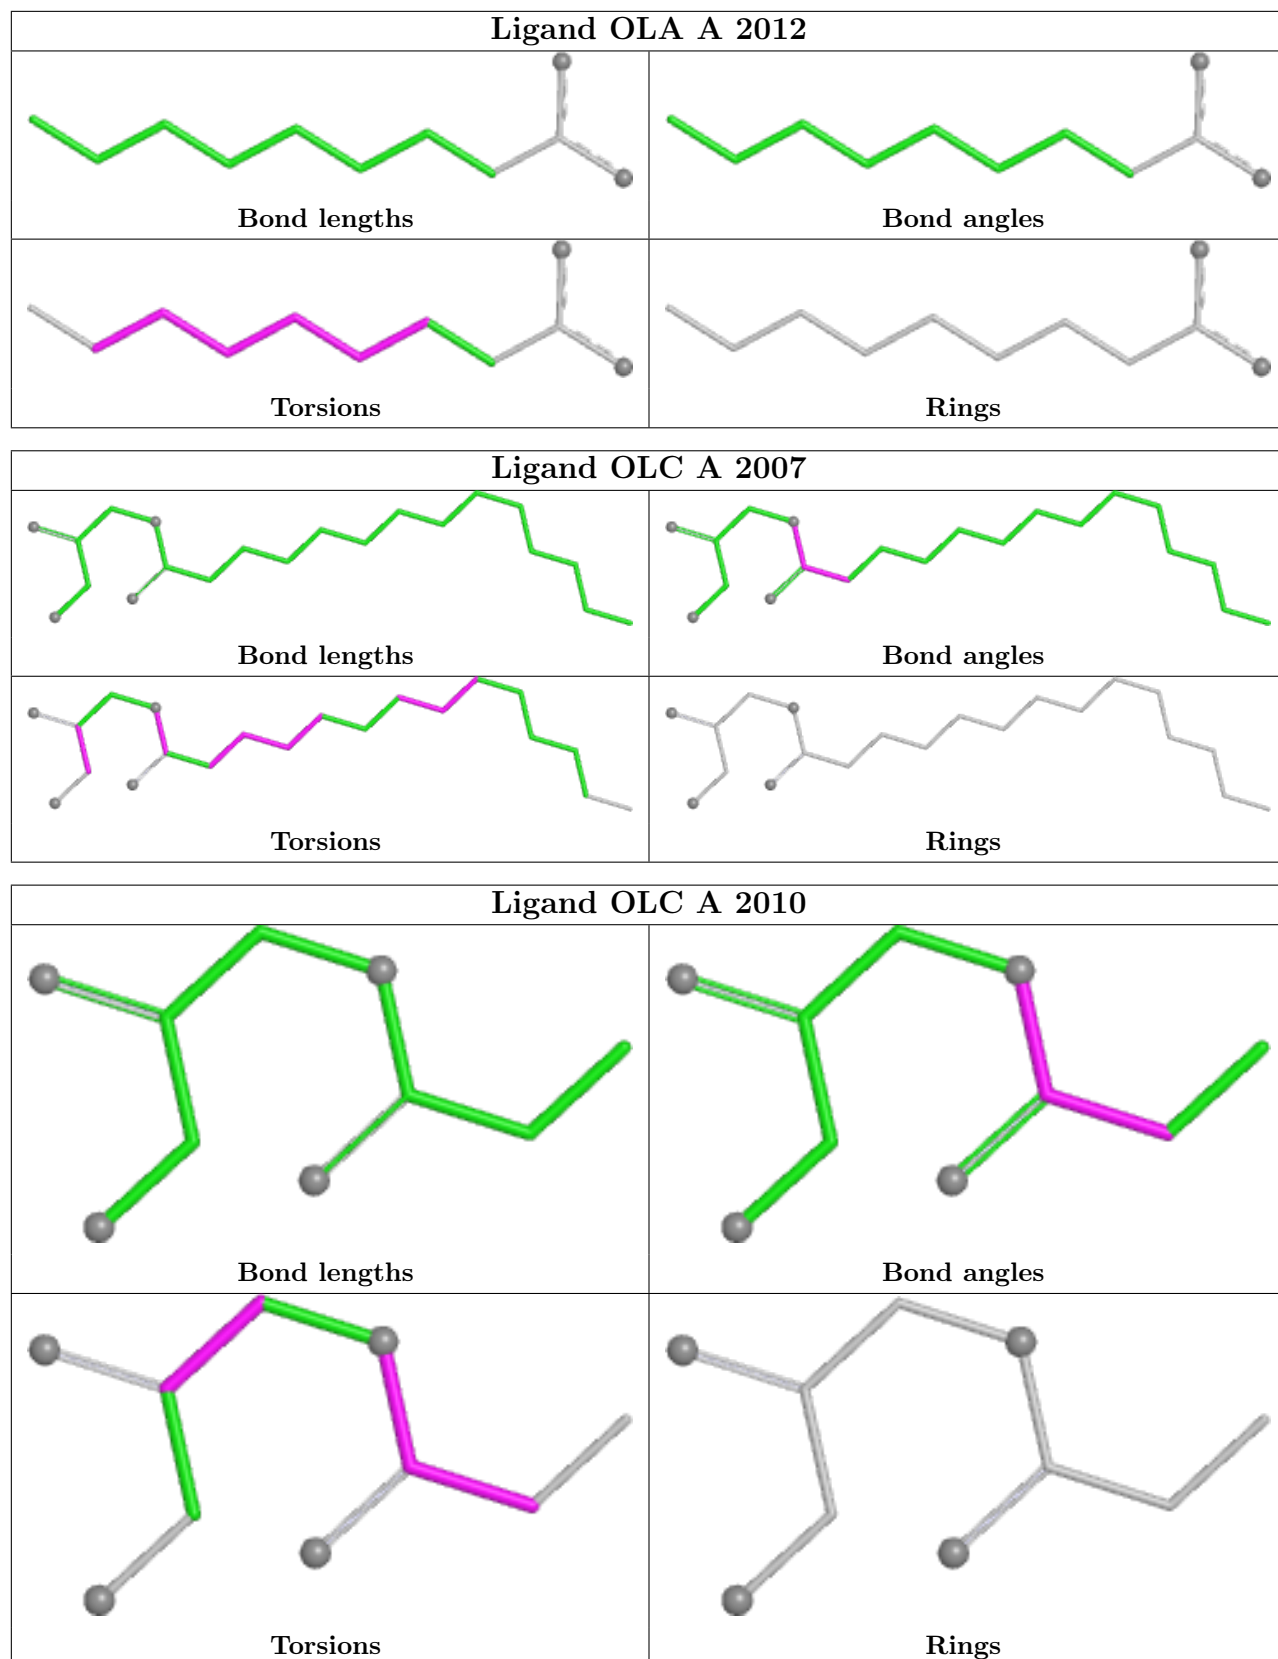 Ligand OLA A 2012
Bond lengths
Bond angles
Torsions
Rings
Ligand OLC A 2007
Bond lengths
Bond angles
Torsions
Rings
Ligand OLC A 2010
Bond lengths
Bond angles
Torsions
Rings